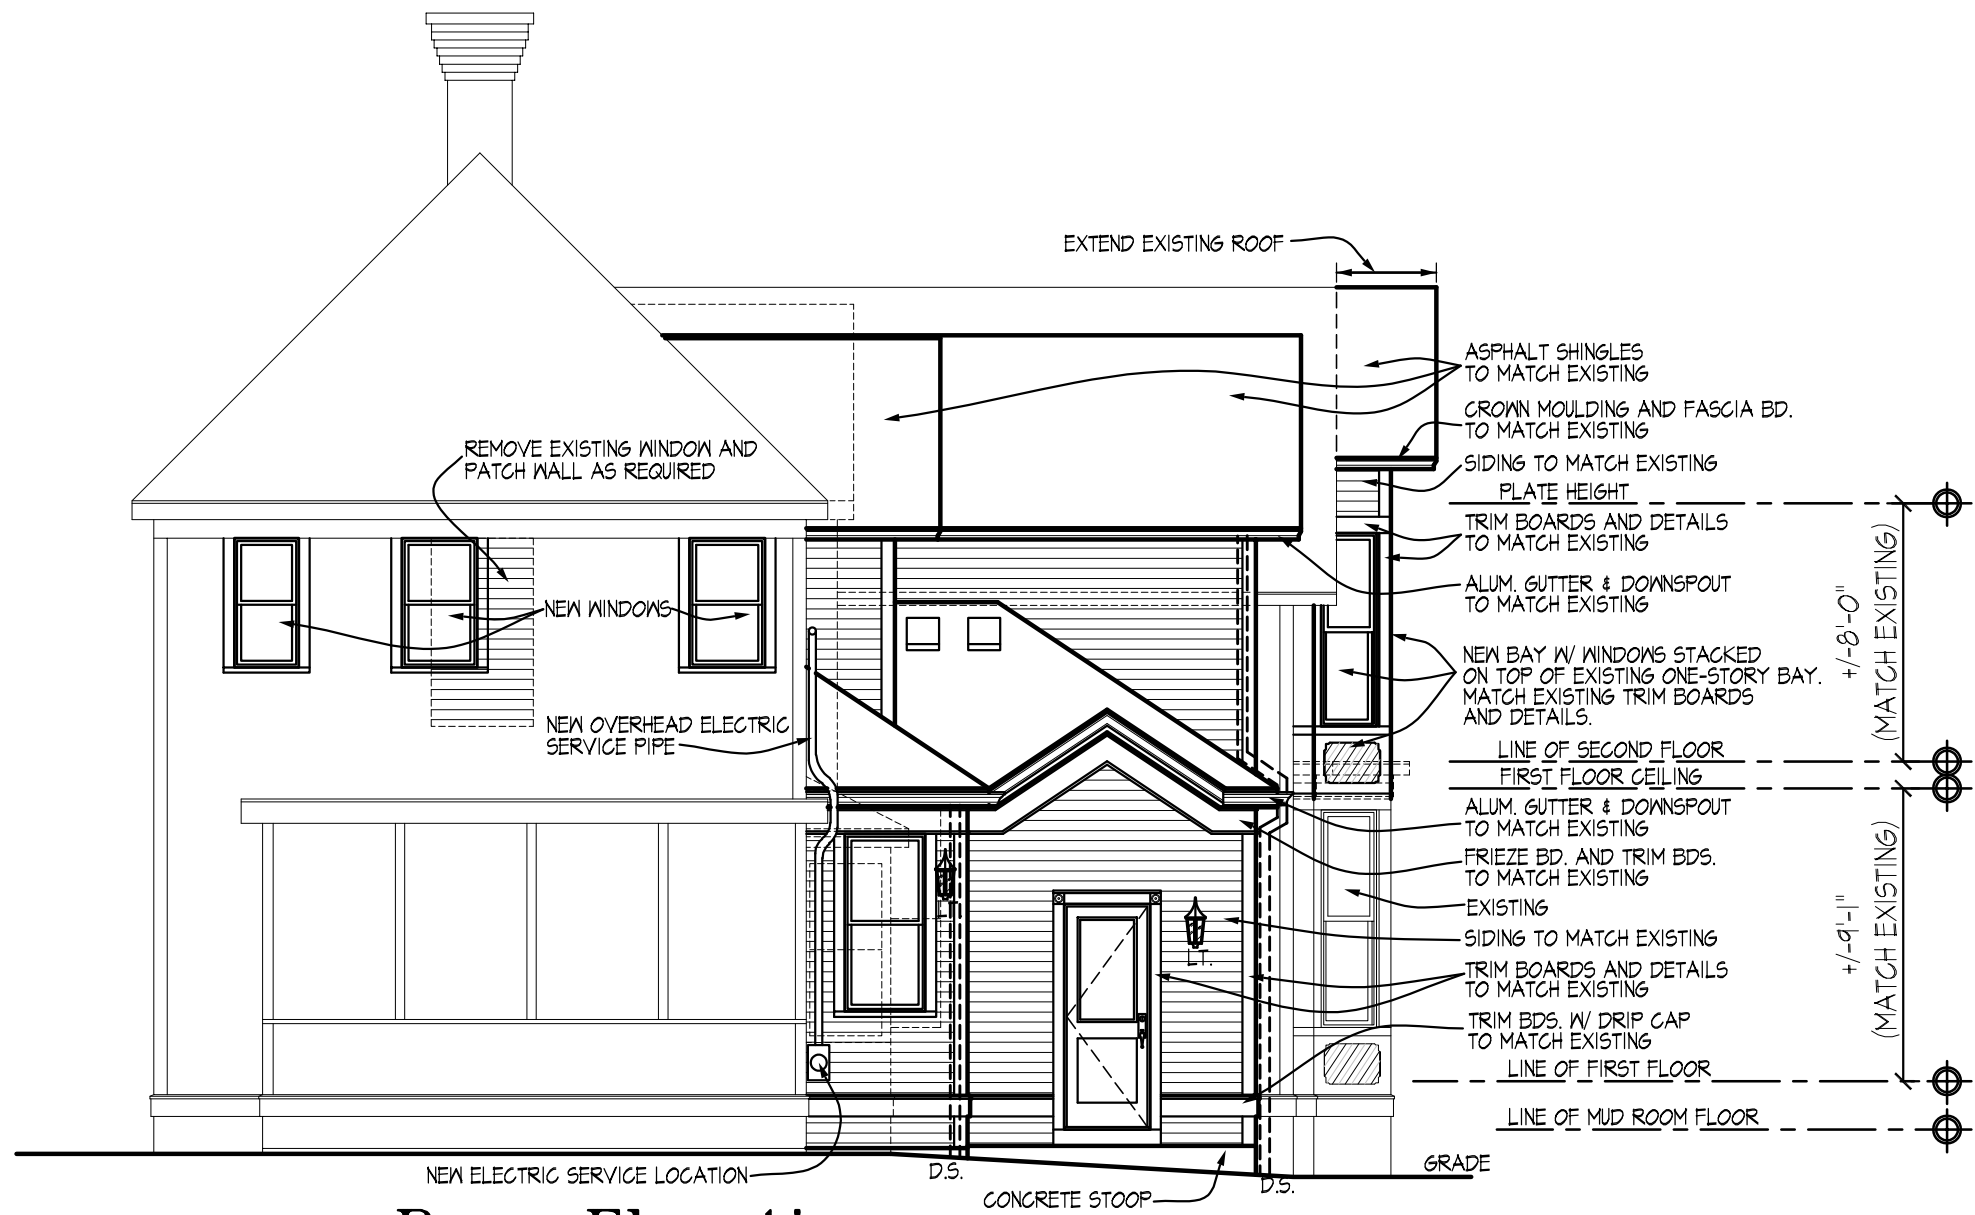 EXTEND EXISTING ROOF
ASPHALT SHINGLES
TO MATCH EXISTING
CROWN MOULDING AND FASCIA BD.
TO MATCH EXISTING
REMOVE EXISTING WINDOW AND
PATCH WALL AS REQUIRED
SIDING TO MATCH EXISTING
PLATE HEIGHT
TRIM BOARDS AND DETAILS
TO MATCH EXISTING
ALUM. GUTTER & DOWNSPOUT
TO MATCH EXISTING
NEW WINDOWS
+/-8'-0"
(MATCH EXISTING)
NEW BAY W/ WINDOWS STACKED
ON TOP OF EXISTING ONE-STORY BAY.
MATCH EXISTING TRIM BOARDS
AND DETAILS.
NEW OVERHEAD ELECTRIC
SERVICE PIPE
LINE OF SECOND FLOOR
FIRST FLOOR CEILING
ALUM. GUTTER & DOWNSPOUT
TO MATCH EXISTING
FRIEZE BD. AND TRIM BDS.
TO MATCH EXISTING
EXISTING
SIDING TO MATCH EXISTING
LT.
+/-9'-1"
(MATCH EXISTING)
TRIM BOARDS AND DETAILS
TO MATCH EXISTING
TRIM BDS. W/ DRIP CAP
TO MATCH EXISTING
LINE OF FIRST FLOOR
LINE OF MUD ROOM FLOOR
GRADE
NEW ELECTRIC SERVICE LOCATION
D.S.
D.S.
CONCRETE STOOP